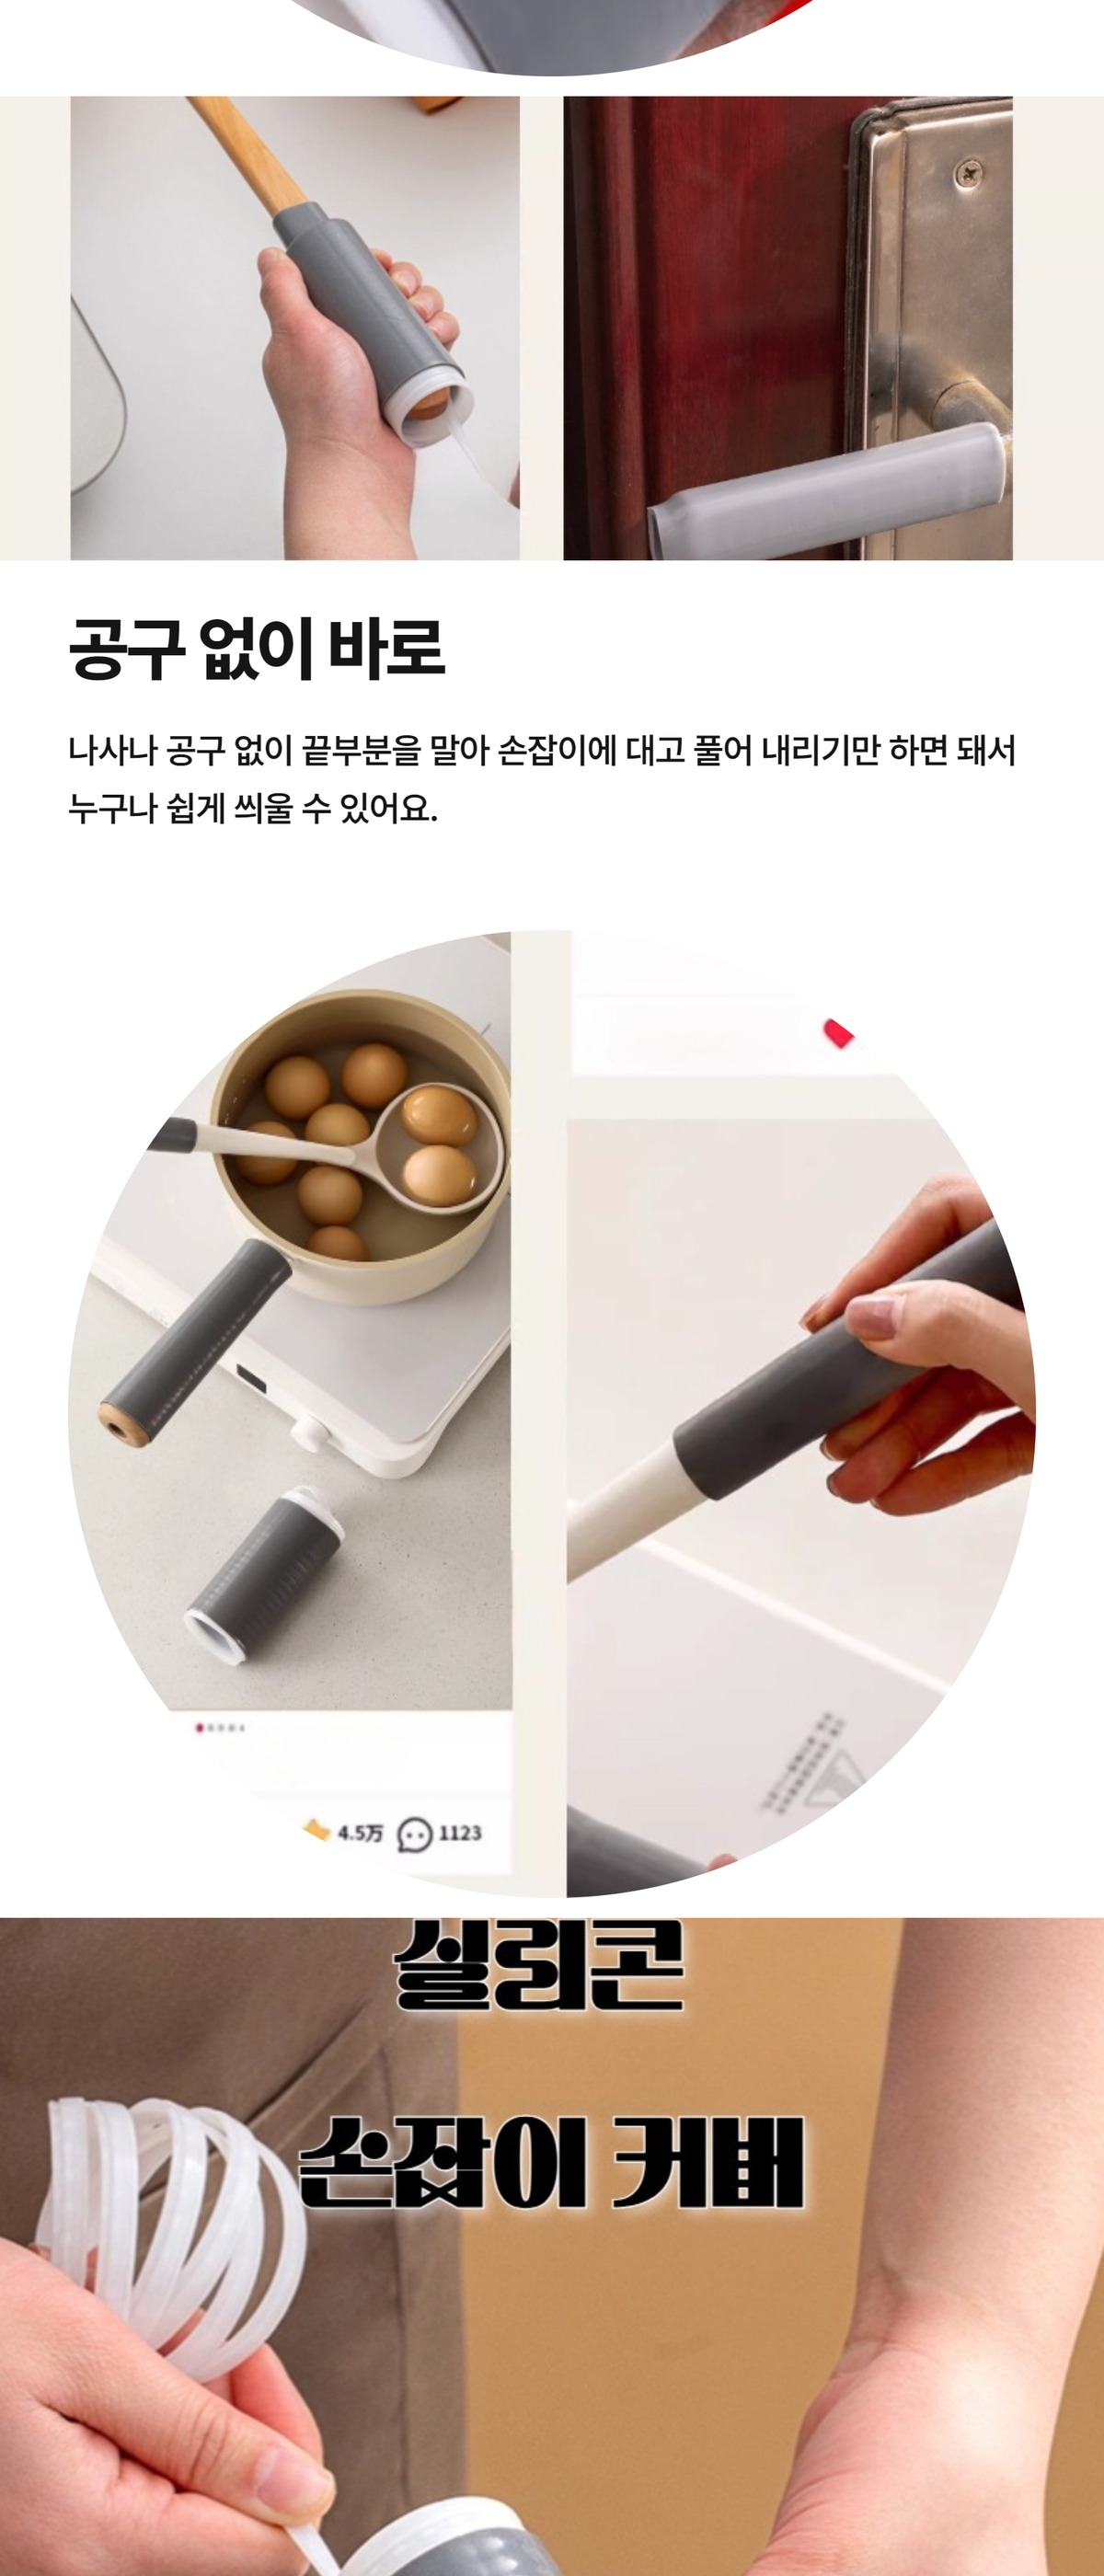 공구 없이 바로
나사나 공구 없이 끝부분을 말아 손잡이에 대고 풀어 내리기만 하면 돼서
누구나 쉽게 씌울 수 있어요.
4.5万 1123
실리콘
손잡이 커버